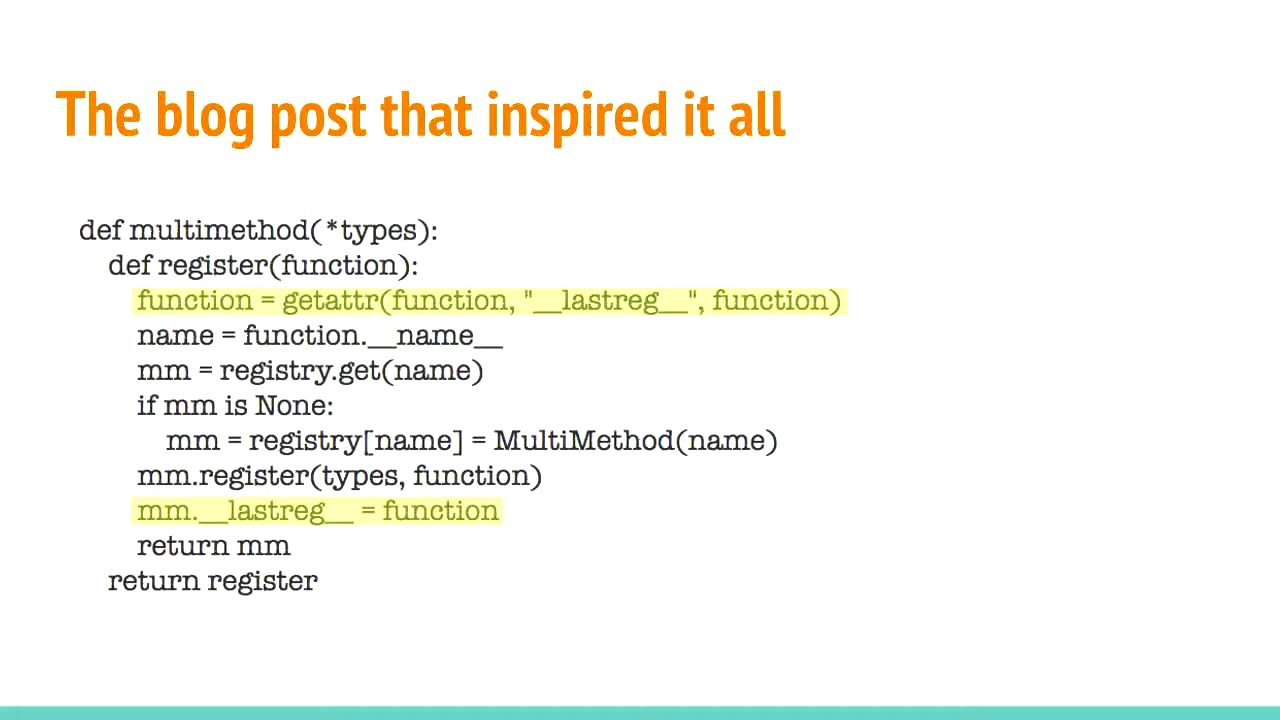 The blog post that inspired it all
def multimethod(*types):
def register(function):
function = getattr(function, "__lastreg__", function)
name = function.__name__
mm = registry.get(name)
if mm is None:
mm = registry[name] = MultiMethod(name)
mm.register(types, function)
mm.__lastreg__ = function
return mm
return register